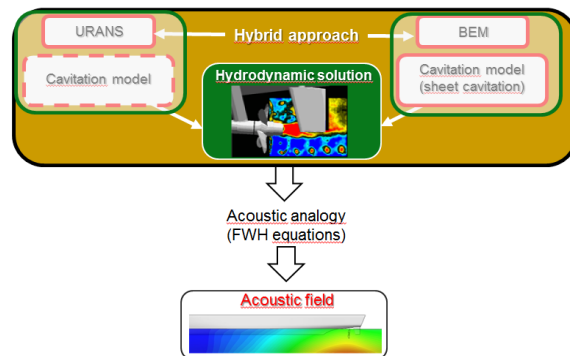 URANS
Hybrid approach
BEM
Cavitation model
Hydrodynamic solution
Cavitation model
(sheet cavitation)
Acoustic analogy
(FWH equations)
Acoustic field